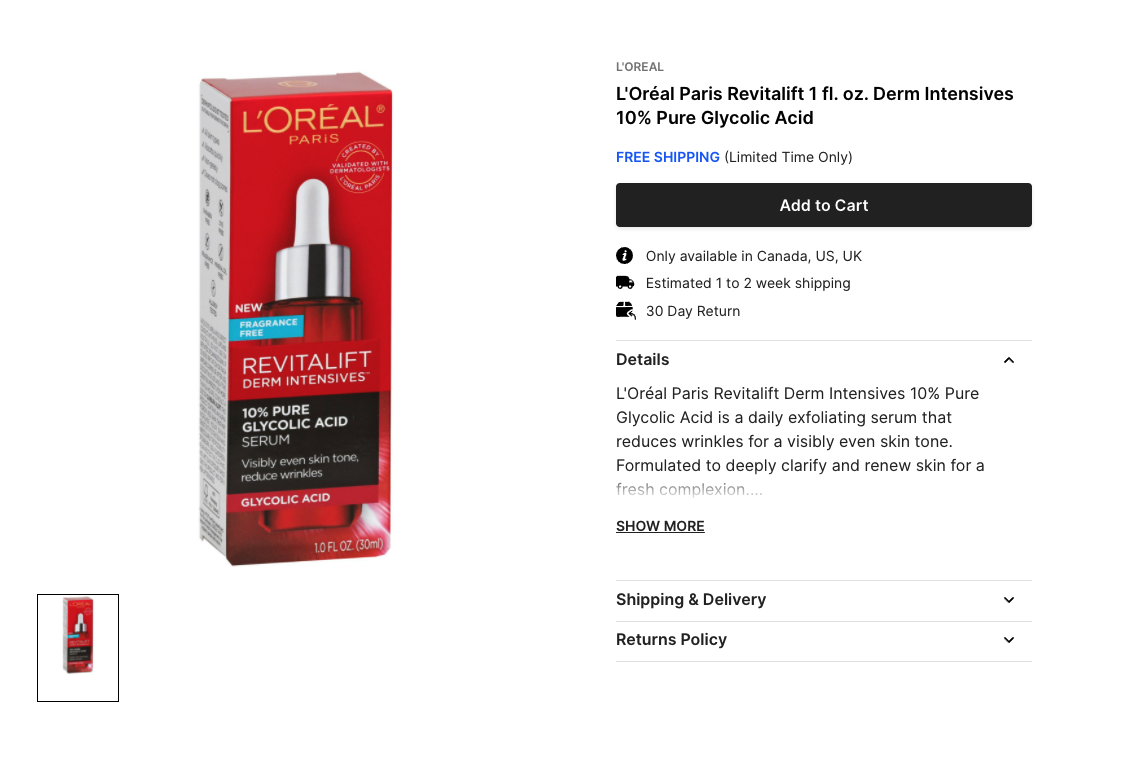 L'ORÉAL®
PARiS
CREATED BY
VALIDATED WITH
DERMATOLOGISTS
L'ORÉAL PARIS
NEW
FRAGRANCE
FREE
REVITALIFT
DERM INTENSIVES™
10% PURE
GLYCOLIC ACID
SERUM
Visibly even skin tone,
reduce wrinkles
GLYCOLIC ACID
1.0 FL OZ. (30ml)
L'OREAL
L'Oréal Paris Revitalift 1 fl. oz. Derm Intensives
10% Pure Glycolic Acid
FREE SHIPPING (Limited Time Only)
Add to Cart
Only available in Canada, US, UK
Estimated 1 to 2 week shipping
30 Day Return
Details
L'Oréal Paris Revitalift Derm Intensives 10% Pure
Glycolic Acid is a daily exfoliating serum that
reduces wrinkles for a visibly even skin tone.
Formulated to deeply clarify and renew skin for a
fresh complexion....
SHOW MORE
Shipping & Delivery
Returns Policy